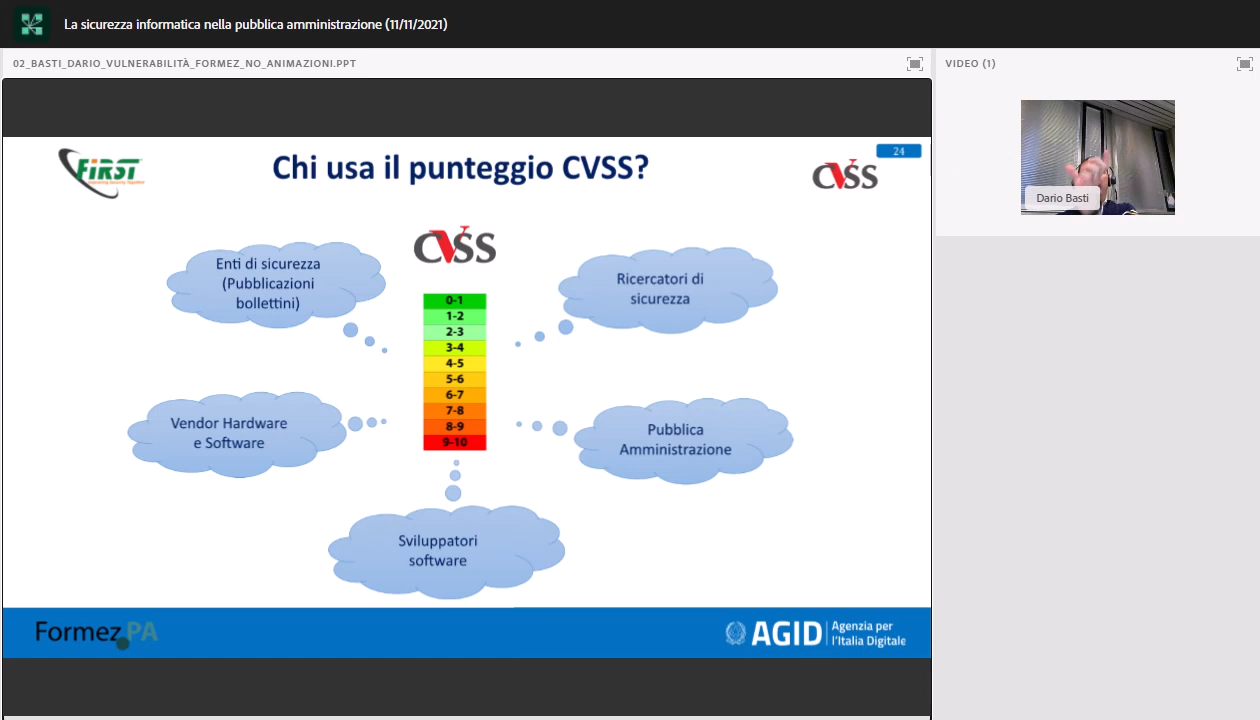 La sicurezza informatica nella pubblica amministrazione (11/11/2021)
02_BASTI_DARIO_VULNERABILITÀ_FORMEZ_NO_ANIMAZIONI.PPT
VIDEO (1)
FIRST
Chi usa il punteggio CVSS?
CVSS
24
Enti di sicurezza
(Pubblicazioni
bollettini)
CVSS
Ricercatori di
sicurezza
0-1
1-2
2-3
3-4
4-5
5-6
6-7
7-8
8-9
9-10
Vendor Hardware
e Software
Pubblica
Amministrazione
Sviluppatori
software
Formez PA
AGID
Agenzia per
l'Italia Digitale
Dario Basti